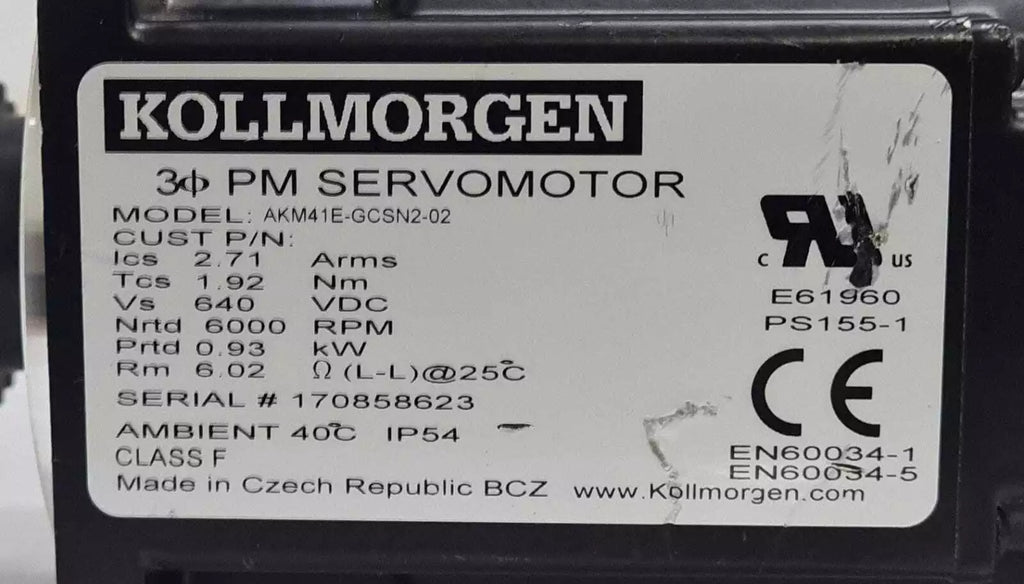 KOLLMORGEN
3ф PM SERVOMOTOR
MODEL: AKM41E-GCSN2-02
CUST P/N:
Ics 2.71 Arms
Tcs 1.92 Nm
Vs 640 VDC
Nrtd 6000 RPM
Prtd 0.93 kW
Rm 6.02 Ω (L-L)@25°C
SERIAL # 170858623
AMBIENT 40°C IP54
CLASS F
Made in Czech Republic BCZ www.Kollmorgen.com
c RU us
E61960
PS155-1
CE
EN60034-1
EN60034-5